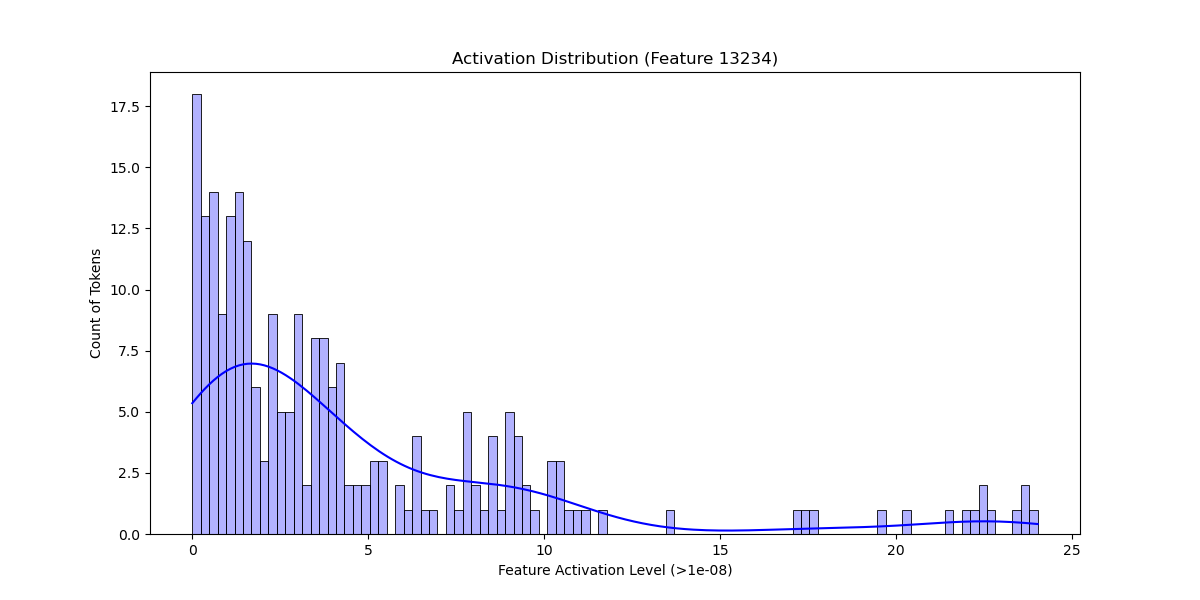 Activation Distribution (Feature 13234)
17.5
15.0
12.5
10.0
7.5
5.0
2.5
0.0
Count of Tokens
0 5 10 15 20 25
Feature Activation Level (>1e-08)